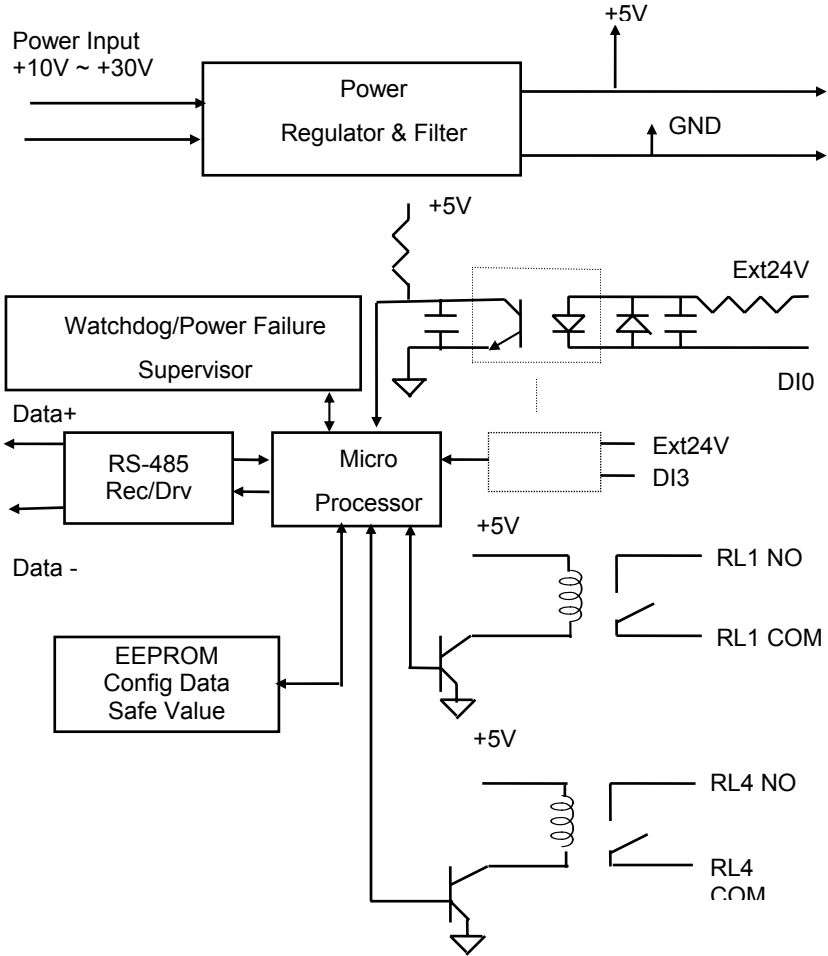 +5V
Power Input
+10V ~ +30V
Power
Regulator & Filter
GND
+5V
Ext24V
Watchdog/Power Failure
Supervisor
DI0
Data+
RS-485
Rec/Drv
Micro
Processor
Ext24V
DI3
+5V
Data -
RL1 NO
RL1 COM
EEPROM
Config Data
Safe Value
+5V
RL4 NO
RL4
COM